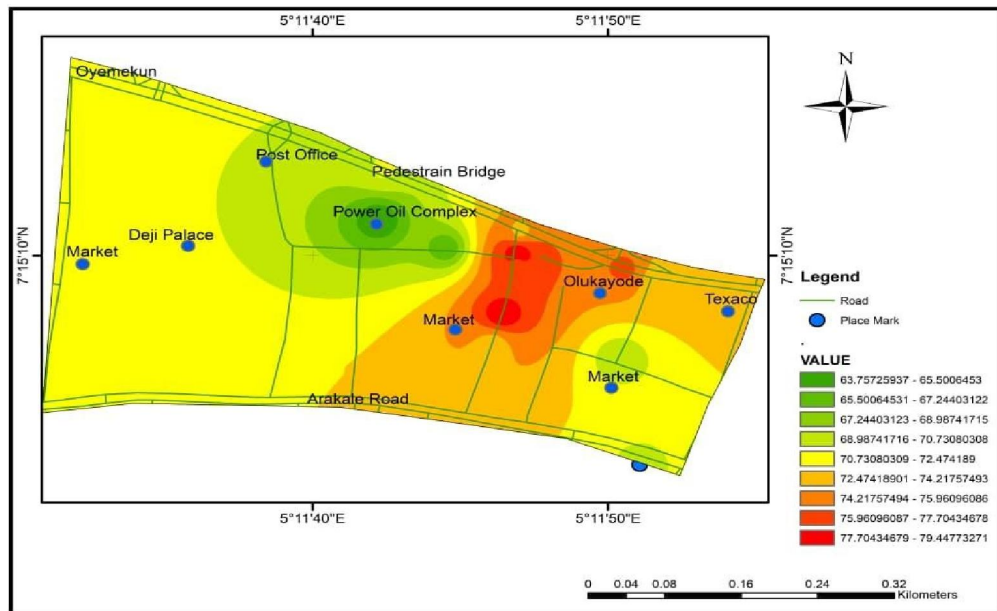 5°11'40"E
5°11'50"E
N
Oyemekun
Post Office
Pedestrain Bridge
Power Oil Complex
Deji Palace
Market
7°15'10"N
7°15'10"N
Olukayode
Texaco
Market
Market
Arakale Road
5°11'40"E
5°11'50"E
Legend
Road
Place Mark
.
VALUE
63.75725937 - 65.5006453
65.50064531 - 67.24403122
67.24403123 - 68.98741715
68.98741716 - 70.73080308
70.73080309 - 72.474189
72.47418901 - 74.21757493
74.21757494 - 75.96096086
75.96096087 - 77.70434678
77.70434679 - 79.44773271
0 0.04 0.08 0.16 0.24 0.32
Kilometers